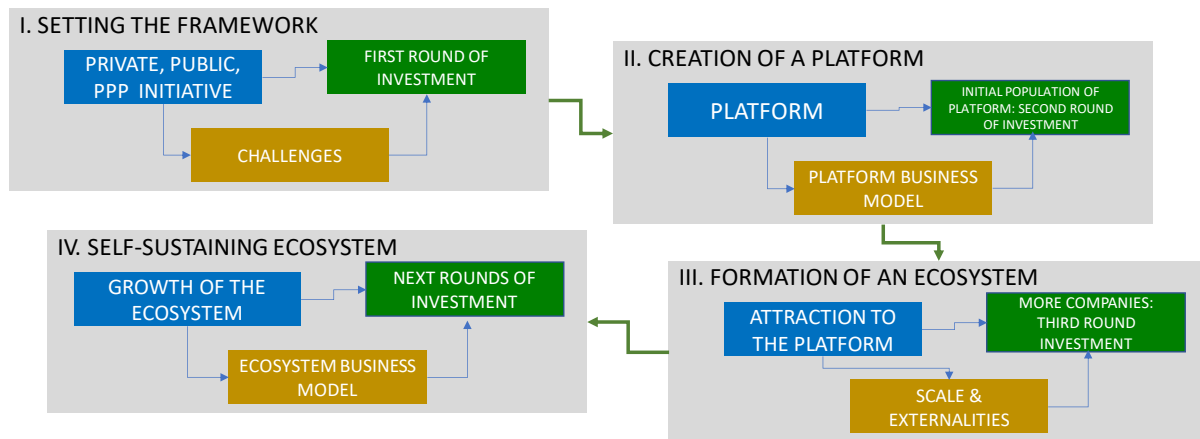 I. SETTING THE FRAMEWORK
PRIVATE, PUBLIC,
PPP INITIATIVE
FIRST ROUND OF
INVESTMENT
CHALLENGES
II. CREATION OF A PLATFORM
PLATFORM
INITIAL POPULATION OF
PLATFORM: SECOND ROUND
OF INVESTMENT
PLATFORM BUSINESS
MODEL
III. FORMATION OF AN ECOSYSTEM
ATTRACTION TO
THE PLATFORM
MORE COMPANIES:
THIRD ROUND
INVESTMENT
SCALE &
EXTERNALITIES
IV. SELF-SUSTAINING ECOSYSTEM
GROWTH OF THE
ECOSYSTEM
NEXT ROUNDS OF
INVESTMENT
ECOSYSTEM BUSINESS
MODEL